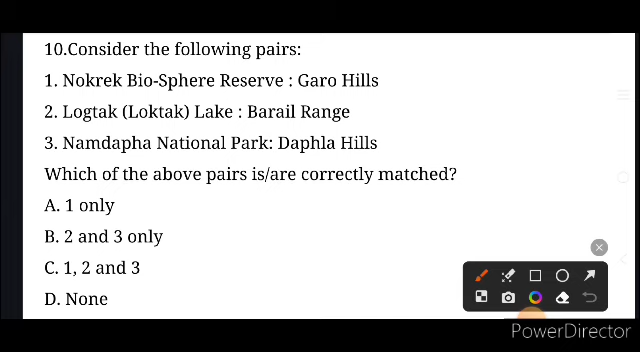 10.Consider the following pairs:
1. Nokrek Bio-Sphere Reserve : Garo Hills
2. Logtak (Loktak) Lake : Barail Range
3. Namdapha National Park: Daphla Hills
Which of the above pairs is/are correctly matched?
A. 1 only
B. 2 and 3 only
C. 1, 2 and 3
D. None
PowerDirector